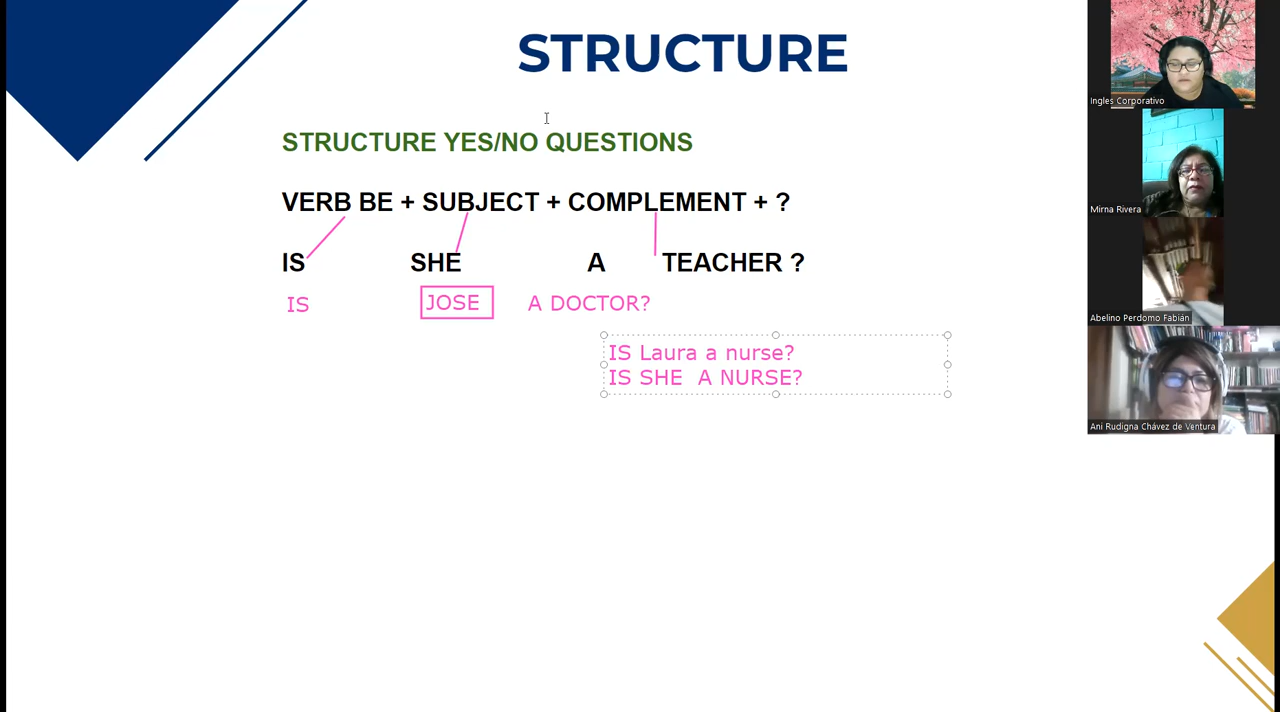 STRUCTURE
STRUCTURE YES/NO QUESTIONS
VERB BE + SUBJECT + COMPLEMENT + ?
IS SHE A TEACHER ?
IS JOSE A DOCTOR?
IS Laura a nurse?
IS SHE A NURSE?
Ingles Corporativo
Mirna Rivera
Abelino Perdomo Fabián
Ani Rudigna Chávez de Ventura